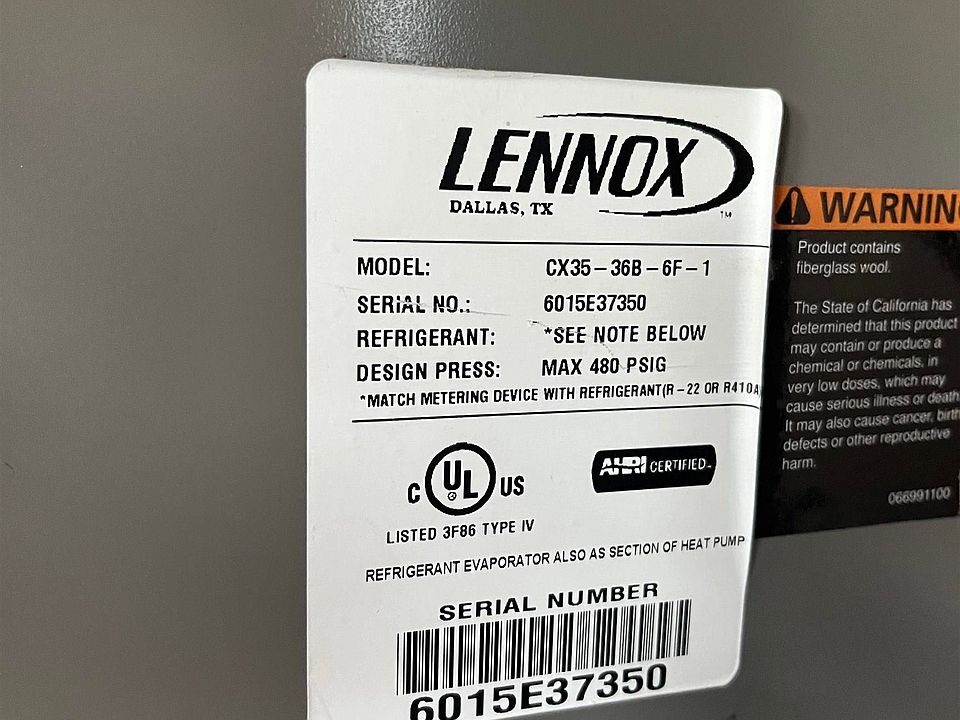 LENNOX
DALLAS, TX
TM
MODEL: CX35-36B-6F-1
SERIAL NO.: 6015E37350
REFRIGERANT: *SEE NOTE BELOW
DESIGN PRESS: MAX 480 PSIG
*MATCH METERING DEVICE WITH REFRIGERANT(R-22 OR R410A)
C UL US
LISTED 3F86 TYPE IV
AHRI CERTIFIED
REFRIGERANT EVAPORATOR ALSO AS SECTION OF HEAT PUMP
SERIAL NUMBER
6015E37350
WARNIN
Product contains
fiberglass wool.
The State of California has
determined that this product
may contain or produce a
chemical or chemicals, in
very low doses, which may
cause serious illness or death.
It may also cause cancer, birth
defects or other reproductive
harm.
066991100